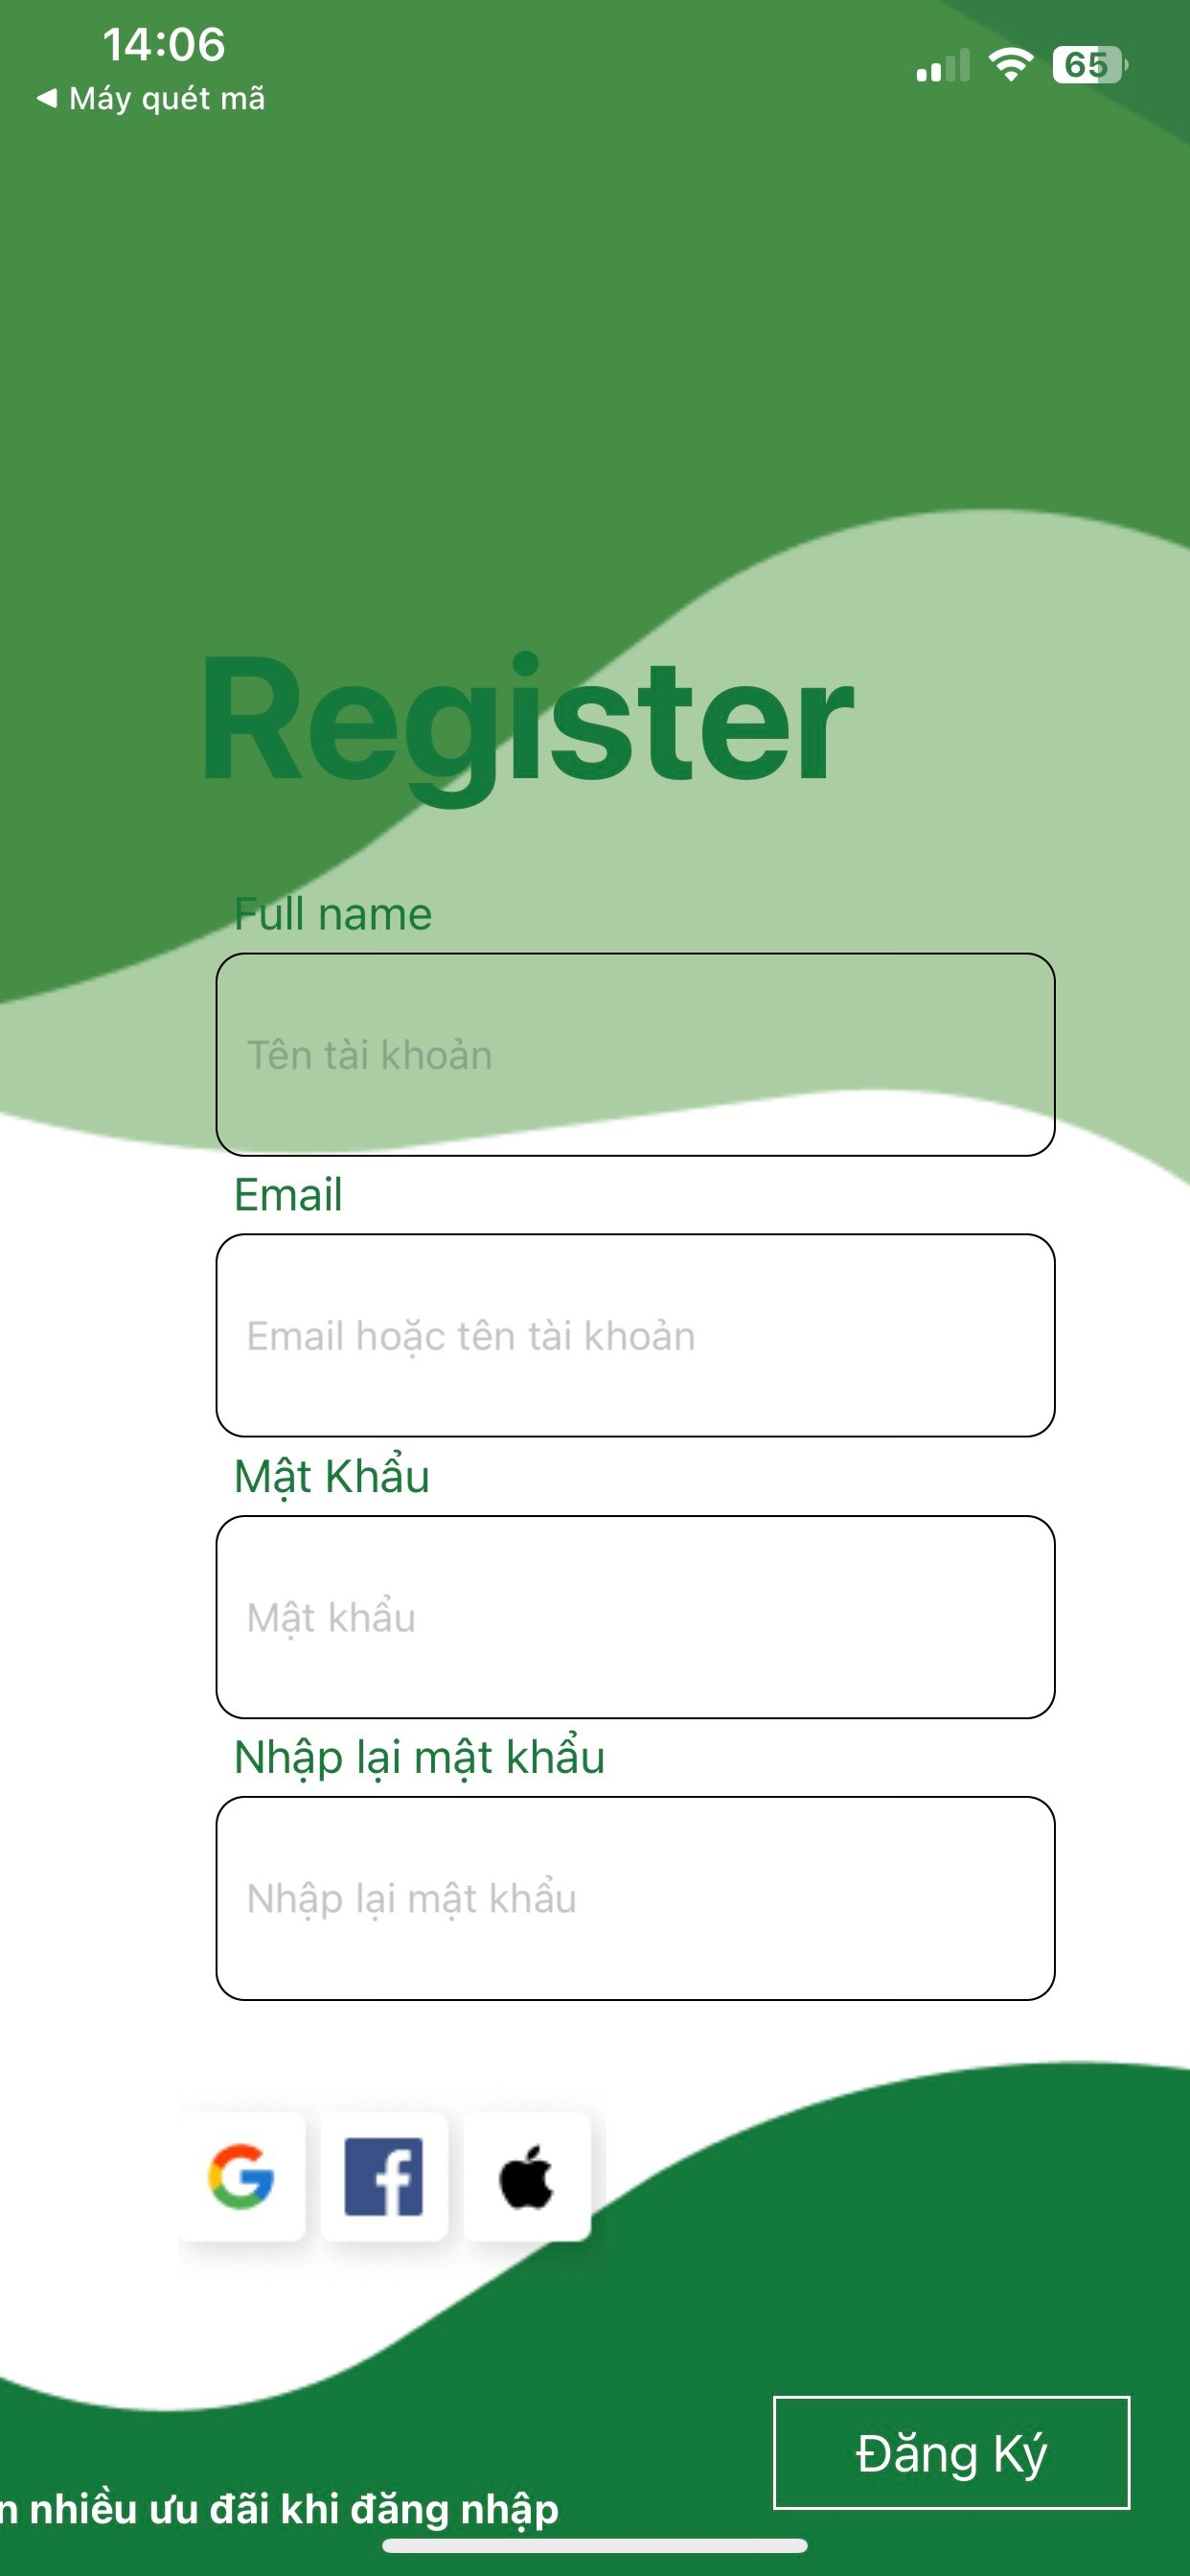 14:06
65
Máy quét mã
Register
Full name
Tên tài khoản
Email
Email hoặc tên tài khoản
Mật Khẩu
Mật khẩu
Nhập lại mật khẩu
Nhập lại mật khẩu
Đăng Ký
nhiều ưu đãi khi đăng nhập